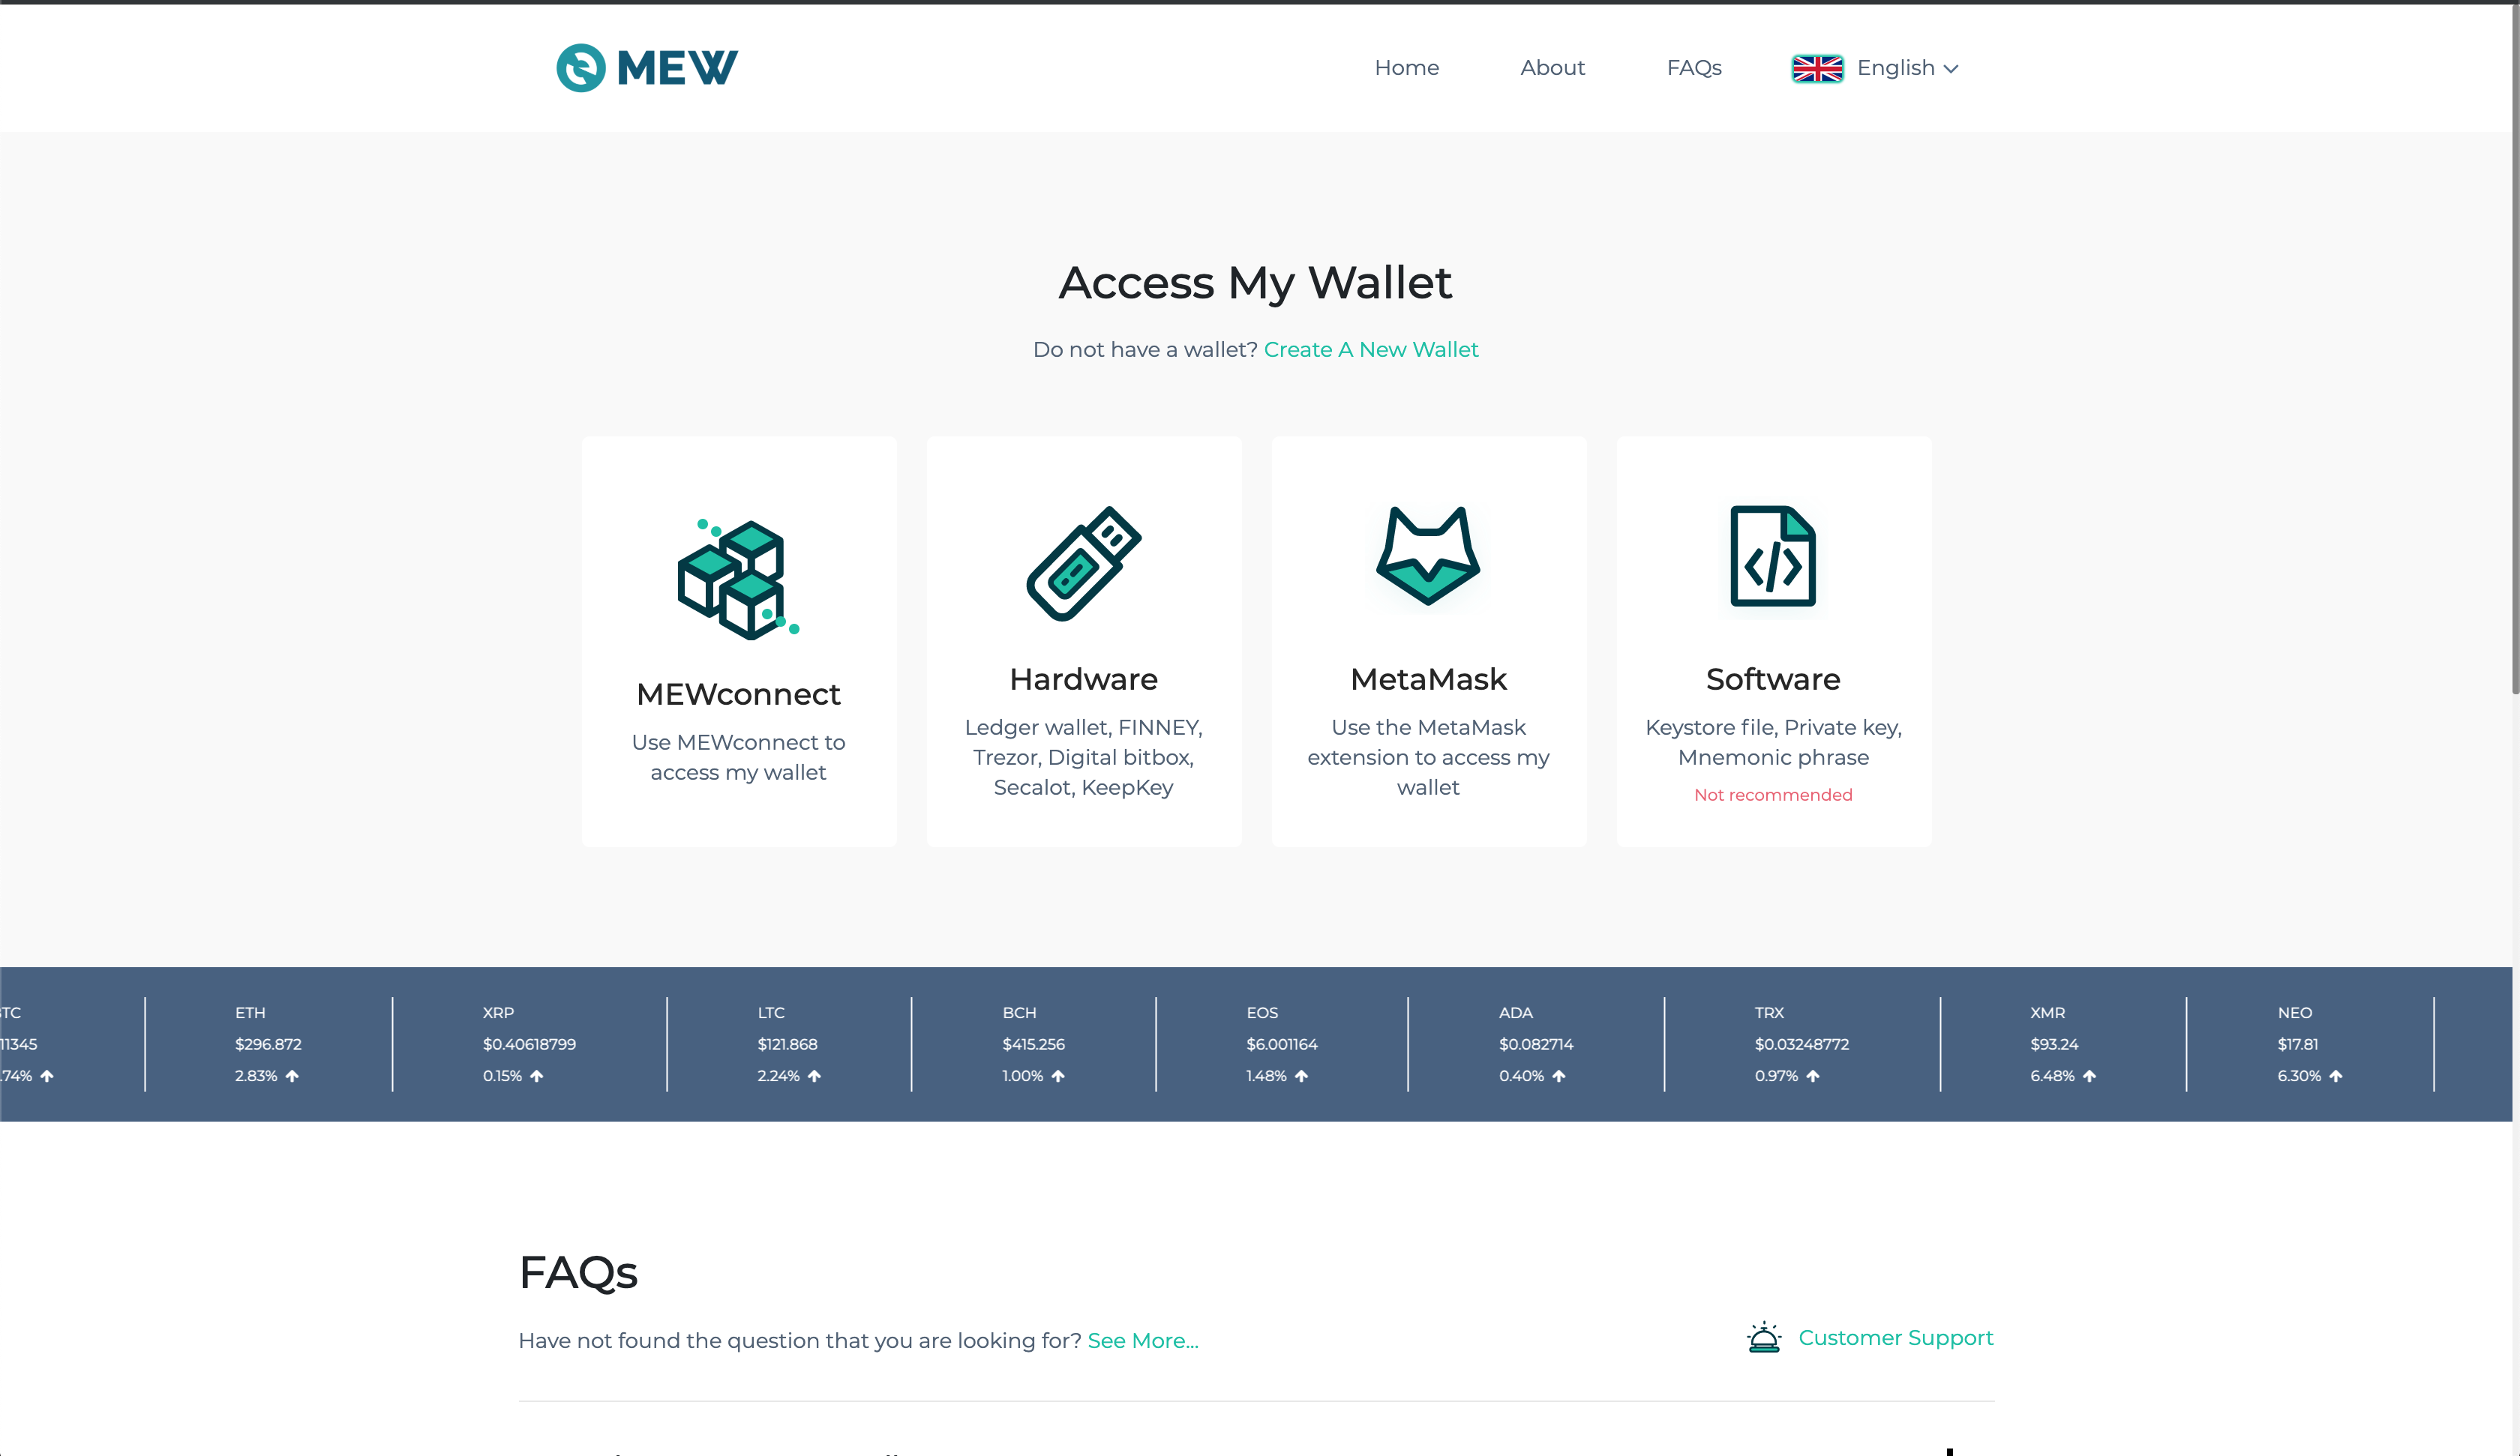 MEW
Home
About
FAQs
English
Access My Wallet
Do not have a wallet? Create A New Wallet
MEWconnect
Use MEWconnect to
access my wallet
Hardware
Ledger wallet, FINNEY,
Trezor, Digital bitbox,
Secalot, KeepKey
MetaMask
Use the MetaMask
extension to access my
wallet
Software
Keystore file, Private key,
Mnemonic phrase
Not recommended
TC
11345
.74%
ETH
$296.872
2.83%
XRP
$0.40618799
0.15%
LTC
$121.868
2.24%
BCH
$415.256
1.00%
EOS
$6.001164
1.48%
ADA
$0.082714
0.40%
TRX
$0.03248772
0.97%
XMR
$93.24
6.48%
NEO
$17.81
6.30%
FAQs
Have not found the question that you are looking for? See More...
Customer Support